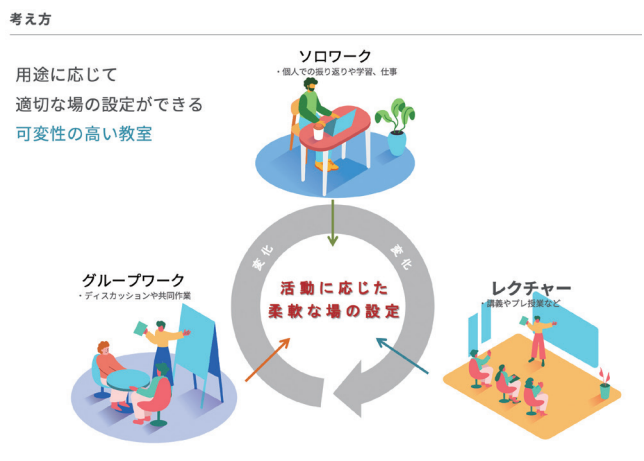 考え方
用途に応じて
適切な場の設定ができる
可変性の高い教室
ソロワーク
・個人での振り返りや学習、仕事
変化
変化
活動に応じた
柔軟な場の設定
グループワーク
・ディスカッションや共同作業
レクチャー
・講義やプレ授業など